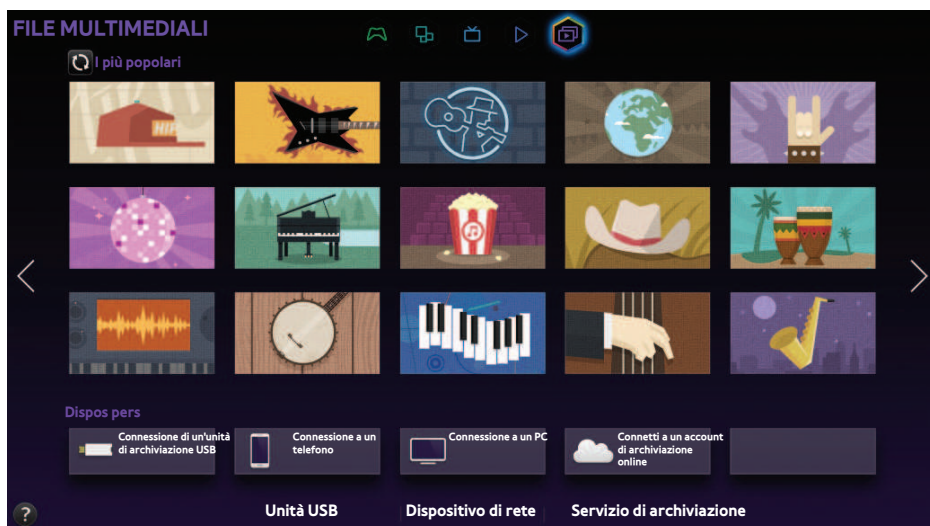 FILE MULTIMEDIALI
I più popolari
HIP
Dispos pers
Connessione di un'unità
di archiviazione USB
Connessione a un
telefono
Connessione a un PC
Connetti a un account
di archiviazione
online
?
Unità USB
Dispositivo di rete
Servizio di archiviazione